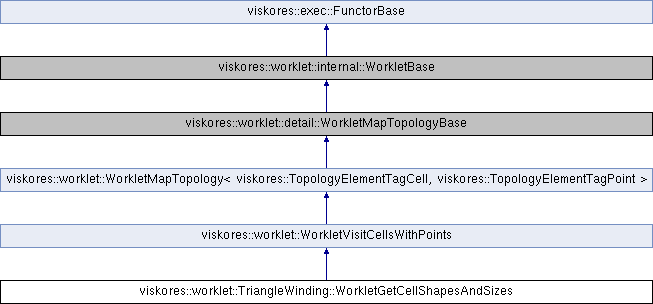 viskores::exec::FunctorBase
viskores::worklet::internal::WorkletBase
viskores::worklet::detail::WorkletMapTopologyBase
viskores::worklet::WorkletMapTopology< viskores::TopologyElementTagCell, viskores::TopologyElementTagPoint >
viskores::worklet::WorkletVisitCellsWithPoints
viskores::worklet::TriangleWinding::WorkletGetCellShapesAndSizes